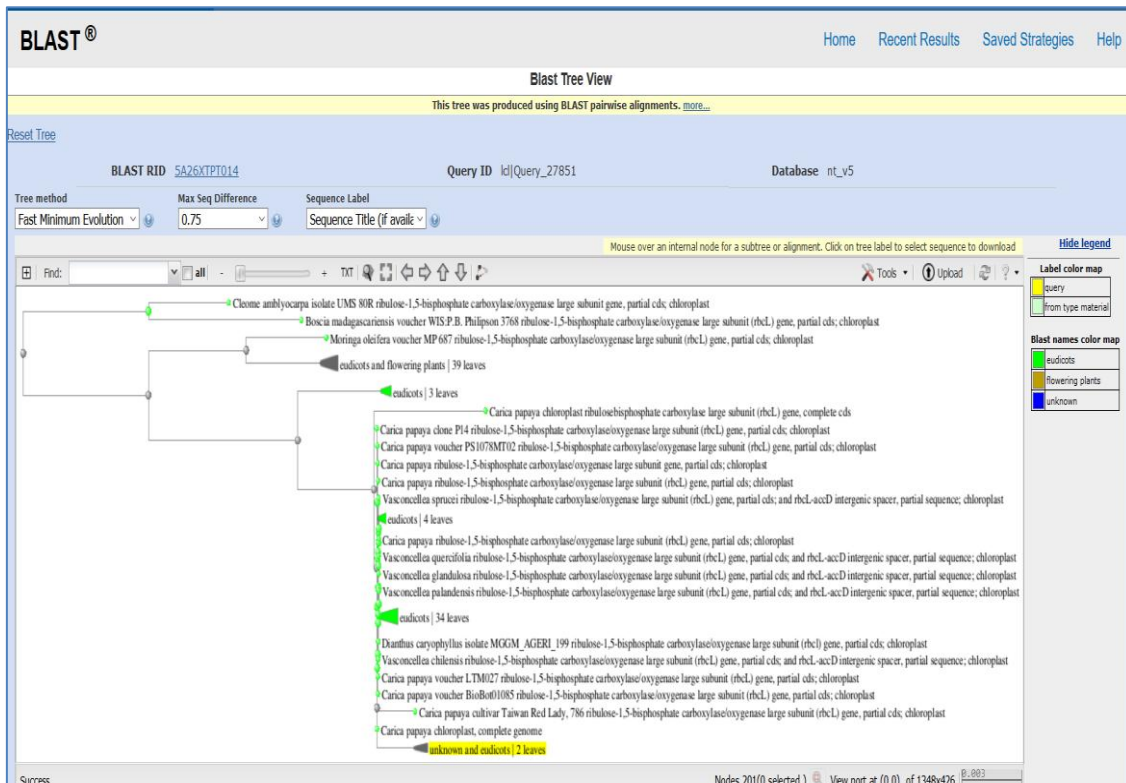 BLAST ®
Home Recent Results Saved Strategies Help
Blast Tree View
This tree was produced using BLAST pairwise alignments. more...
Reset Tree
BLAST RID 5A26XTPT014 Query ID lcl|Query_27851 Database nt_v5
Tree method Max Seq Difference Sequence Label
Fast Minimum Evolution 0.75 Sequence Title (if availa
Mouse over an internal node for a subtree or alignment. Click on tree label to select sequence to download
Hide legend
Find: all - + TXT Tools Upload ?
Label color map
query
from type material
Blast names color map
eudicots
flowering plants
unknown
Cleome amblyocarpa isolate UMS 80R ribulose-1,5-bisphosphate carboxylase/oxygenase large subunit gene, partial cds; chloroplast
Boscia madagascariensis voucher WIS:P.B. Philipson 3768 ribulose-1,5-bisphosphate carboxylase/oxygenase large subunit (rbcL) gene, partial cds; chloroplast
Moringa oleifera voucher MP 687 ribulose-1,5-bisphosphate carboxylase/oxygenase large subunit (rbcL) gene, partial cds; chloroplast
eudicots and flowering plants | 39 leaves
eudicots | 3 leaves
Carica papaya chloroplast ribulosebisphosphate carboxylase large subunit (rbcL) gene, complete cds
Carica papaya clone P14 ribulose-1,5-bisphosphate carboxylase/oxygenase large subunit (rbcL) gene, partial cds; chloroplast
Carica papaya voucher PS1078MT02 ribulose-1,5-bisphosphate carboxylase/oxygenase large subunit (rbcL) gene, partial cds; chloroplast
Carica papaya ribulose-1,5-bisphosphate carboxylase/oxygenase large subunit gene, partial cds; chloroplast
Carica papaya ribulose-1,5-bisphosphate carboxylase/oxygenase large subunit (rbcL) gene, partial cds; chloroplast
Vasconcellea sprucei ribulose-1,5-bisphosphate carboxylase/oxygenase large subunit (rbcL) gene, partial cds; and rbcL-accD intergenic spacer, partial sequence; chloroplast
eudicots | 4 leaves
Carica papaya ribulose-1,5-bisphosphate carboxylase/oxygenase large subunit (rbcL) gene, partial cds; chloroplast
Vasconcellea quercifolia ribulose-1,5-bisphosphate carboxylase/oxygenase large subunit (rbcL) gene, partial cds; and rbcL-accD intergenic spacer, partial sequence; chloroplast
Vasconcellea glandulosa ribulose-1,5-bisphosphate carboxylase/oxygenase large subunit (rbcL) gene, partial cds; and rbcL-accD intergenic spacer, partial sequence; chloroplast
Vasconcellea palandensis ribulose-1,5-bisphosphate carboxylase/oxygenase large subunit (rbcL) gene, partial cds; and rbcL-accD intergenic spacer, partial sequence; chloroplast
eudicots | 34 leaves
Dianthus caryophyllus isolate MGGM_AGERI_199 ribulose-1,5-bisphosphate carboxylase/oxygenase large subunit (rbcl) gene, partial cds; chloroplast
Vasconcellea chilensis ribulose-1,5-bisphosphate carboxylase/oxygenase large subunit (rbcL) gene, partial cds; and rbcL-accD intergenic spacer, partial sequence; chloroplast
Carica papaya voucher LTM027 ribulose-1,5-bisphosphate carboxylase/oxygenase large subunit (rbcL) gene, partial cds; chloroplast
Carica papaya voucher BioBot01085 ribulose-1,5-bisphosphate carboxylase/oxygenase large subunit (rbcL) gene, partial cds; chloroplast
Carica papaya cultivar Taiwan Red Lady, 786 ribulose-1,5-bisphosphate carboxylase/oxygenase large subunit (rbcL) gene, partial cds; chloroplast
Carica papaya chloroplast, complete genome
unknown and eudicots | 2 leaves
Success Nodes 201(0 selected ) View port at (0,0) of 1348x426 0.003